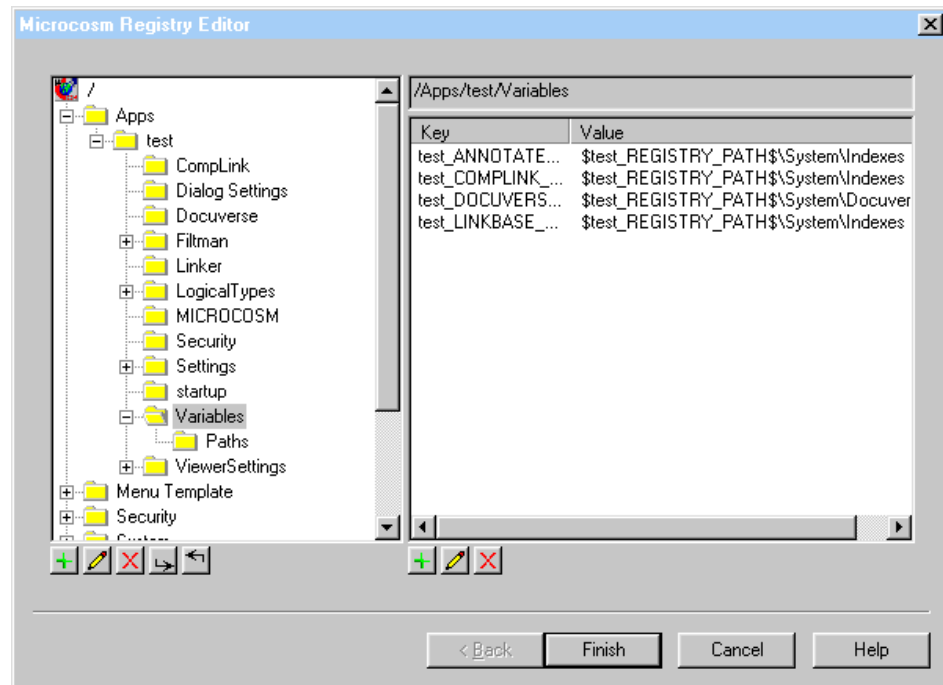 Microcosm Registry Editor
/
Apps
test
CompLink
Dialog Settings
Docuverse
Filtman
Linker
LogicalTypes
MICROCOSM
Security
Settings
startup
Variables
Paths
ViewerSettings
Menu Template
Security
/Apps/test/Variables
Key Value
test_ANNOTATE... $test_REGISTRY_PATH$\System\Indexes
test_COMPLINK_... $test_REGISTRY_PATH$\System\Indexes
test_DOCUVERS... $test_REGISTRY_PATH$\System\Docuver
test_LINKBASE_... $test_REGISTRY_PATH$\System\Indexes
< Back Finish Cancel Help